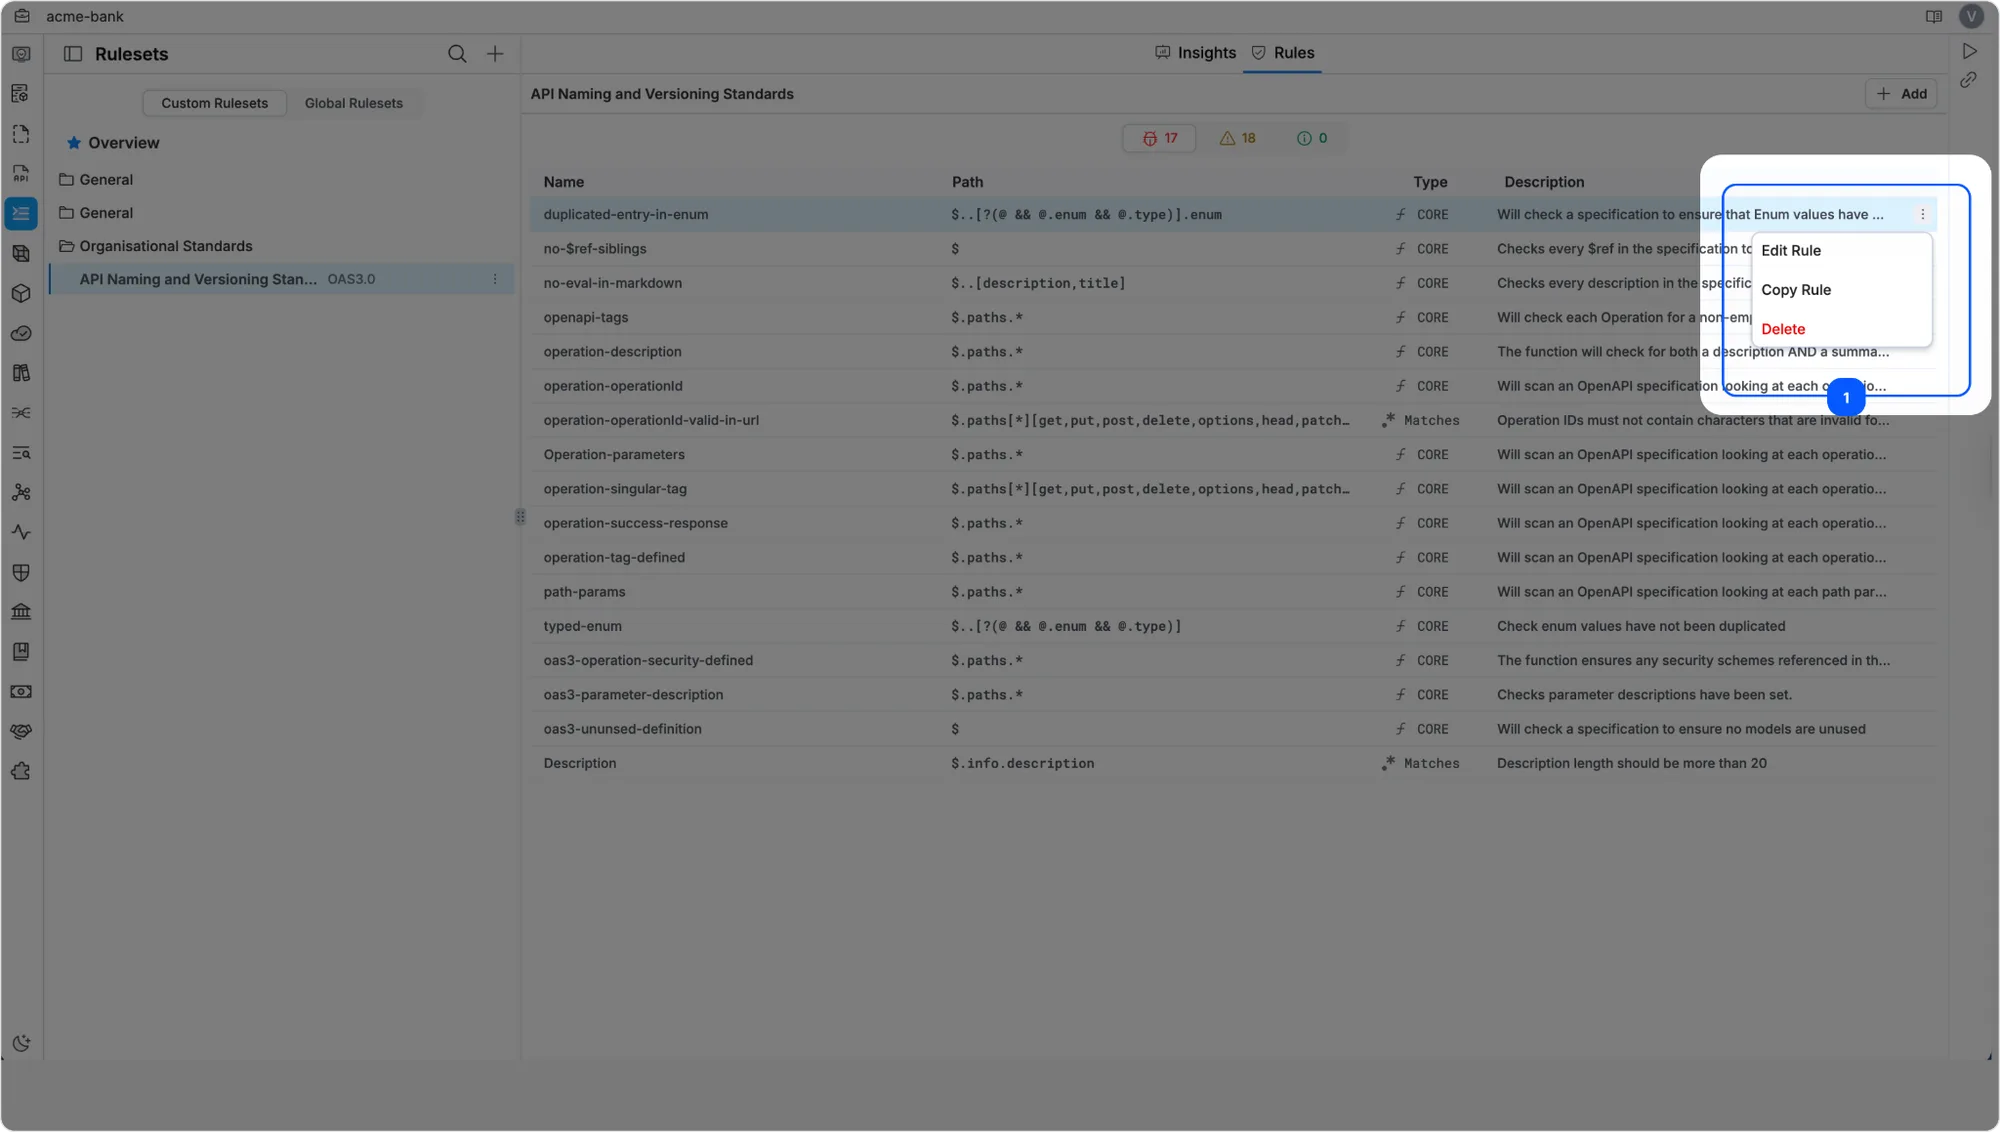 acme-bank
V
Rulesets
Insights
Rules
Custom Rulesets
Global Rulesets
API Naming and Versioning Standards
Add
Overview
17
18
0
General
General
Organisational Standards
API Naming and Versioning Stan... OAS3.0
API
Name Path Type Description
duplicated-entry-in-enum $..[?(@ && @.enum && @.type)].enum CORE Will check a specification to ensure that Enum values have ...
no-$ref-siblings $ CORE Checks every $ref in the specification to
no-eval-in-markdown $..[description,title] CORE Checks every description in the specific
openapi-tags $.paths.* CORE Will check each Operation for a non-emp
operation-description $.paths.* CORE The function will check for both a description AND a summa...
operation-operationId $.paths.* CORE Will scan an OpenAPI specification looking at each operatio...
operation-operationId-valid-in-url $.paths[*][get,put,post,delete,options,head,patch... Matches Operation IDs must not contain characters that are invalid fo...
Operation-parameters $.paths.* CORE Will scan an OpenAPI specification looking at each operatio...
operation-singular-tag $.paths[*][get,put,post,delete,options,head,patch... CORE Will scan an OpenAPI specification looking at each operatio...
operation-success-response $.paths.* CORE Will scan an OpenAPI specification looking at each operatio...
operation-tag-defined $.paths.* CORE Will scan an OpenAPI specification looking at each operatio...
path-params $.paths.* CORE Will scan an OpenAPI specification looking at each path par...
typed-enum $..[?(@ && @.enum && @.type)] CORE Check enum values have not been duplicated
oas3-operation-security-defined $.paths.* CORE The function ensures any security schemes referenced in th...
oas3-parameter-description $.paths.* CORE Checks parameter descriptions have been set.
oas3-ununsed-definition $ CORE Will check a specification to ensure no models are unused
Description $.info.description Matches Description length should be more than 20
Edit Rule
Copy Rule
Delete
1